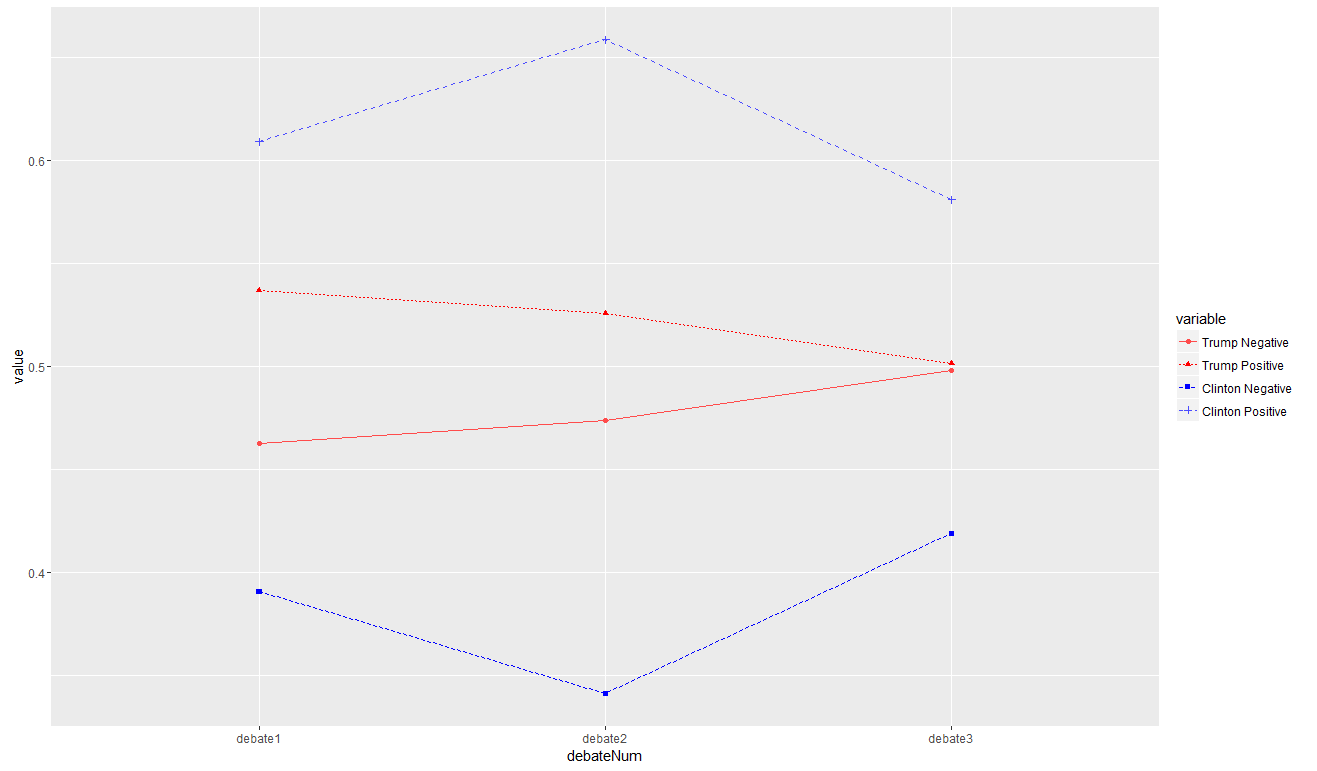 0.6
0.5
0.4
value
debate1
debate2
debate3
debateNum
variable
Trump Negative
Trump Positive
Clinton Negative
Clinton Positive